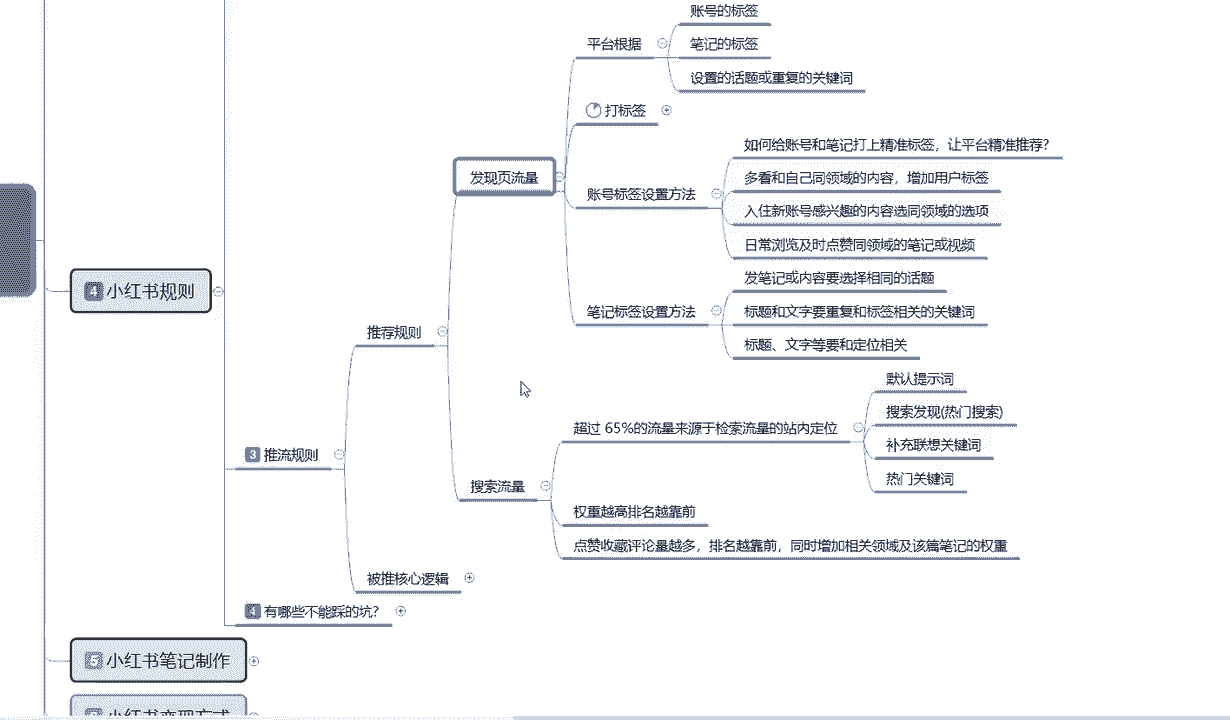 账号的标签
平台根据
笔记的标签
设置的话题或重复的关键词
打标签
如何给账号和笔记打上精准标签，让平台精准推荐？
发现页流量
多看和自己同领域的内容，增加用户标签
账号标签设置方法
入住新账号感兴趣的内容选同领域的选项
日常浏览及时点赞同领域的笔记或视频
发笔记或内容要选择相同的话题
4 小红书规则
笔记标签设置方法
标题和文字要重复和标签相关的关键词
推荐规则
标题、文字等要和定位相关
默认提示词
搜索发现(热门搜索)
超过 65%的流量来源于检索流量的站内定位
补充联想关键词
3 推流规则
热门关键词
搜索流量
权重越高排名越靠前
点赞收藏评论量越多，排名越靠前，同时增加相关领域及该篇笔记的权重
被推核心逻辑
4 有哪些不能踩的坑？
5 小红书笔记制作
小红书变现方式